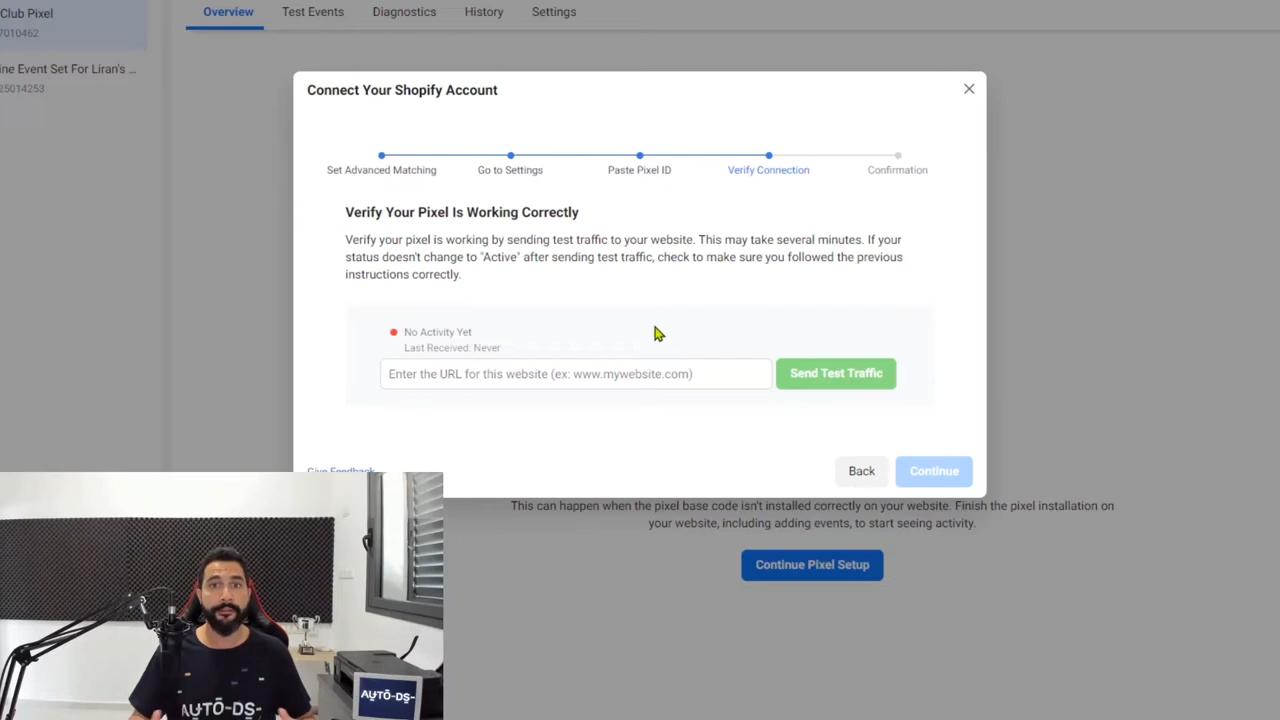 Club Pixel
7010462
ine Event Set For Liran's ...
25014253
Overview
Test Events
Diagnostics
History
Settings
Connect Your Shopify Account
Set Advanced Matching
Go to Settings
Paste Pixel ID
Verify Connection
Confirmation
Verify Your Pixel Is Working Correctly
Verify your pixel is working by sending test traffic to your website. This may take several minutes. If your
status doesn't change to "Active" after sending test traffic, check to make sure you followed the previous
instructions correctly.
No Activity Yet
Last Received: Never
Enter the URL for this website (ex: www.mywebsite.com)
Send Test Traffic
Give Feedback
Back
Continue
This can happen when the pixel base code isn't installed correctly on your website. Finish the pixel installation on
your website, including adding events, to start seeing activity.
Continue Pixel Setup
AUTŌ-DS-
AUTŌ-DS-